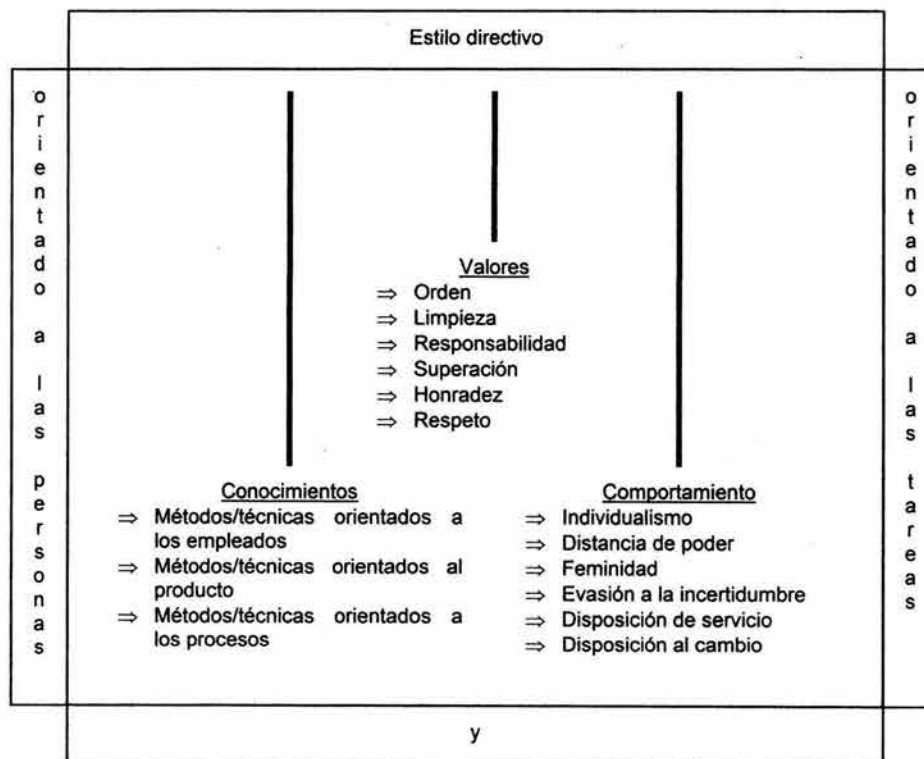 Estilo directivo
orientado a las personas
Valores
⇒ Orden
⇒ Limpieza
⇒ Responsabilidad
⇒ Superación
⇒ Honradez
⇒ Respeto
Conocimientos
⇒ Métodos/técnicas orientados a
los empleados
⇒ Métodos/técnicas orientados al
producto
⇒ Métodos/técnicas orientados a
los procesos
Comportamiento
⇒ Individualismo
⇒ Distancia de poder
⇒ Feminidad
⇒ Evasión a la incertidumbre
⇒ Disposición de servicio
⇒ Disposición al cambio
orientado a las tareas
y